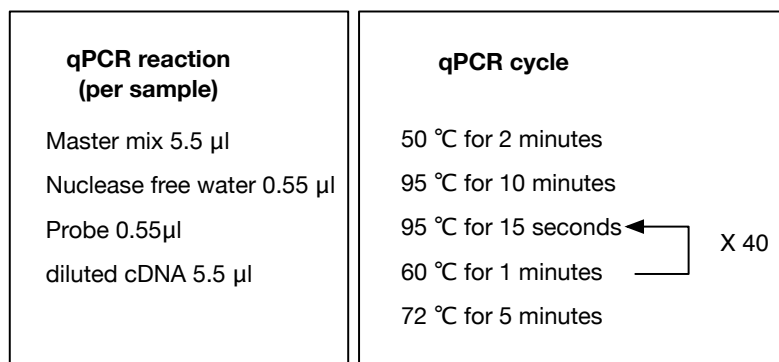 qPCR reaction
(per sample)
Master mix 5.5 µl
Nuclease free water 0.55 µl
Probe 0.55µl
diluted cDNA 5.5 µl
qPCR cycle
50 ℃ for 2 minutes
95 ℃ for 10 minutes
95 ℃ for 15 seconds
60 ℃ for 1 minutes
72 ℃ for 5 minutes
X 40